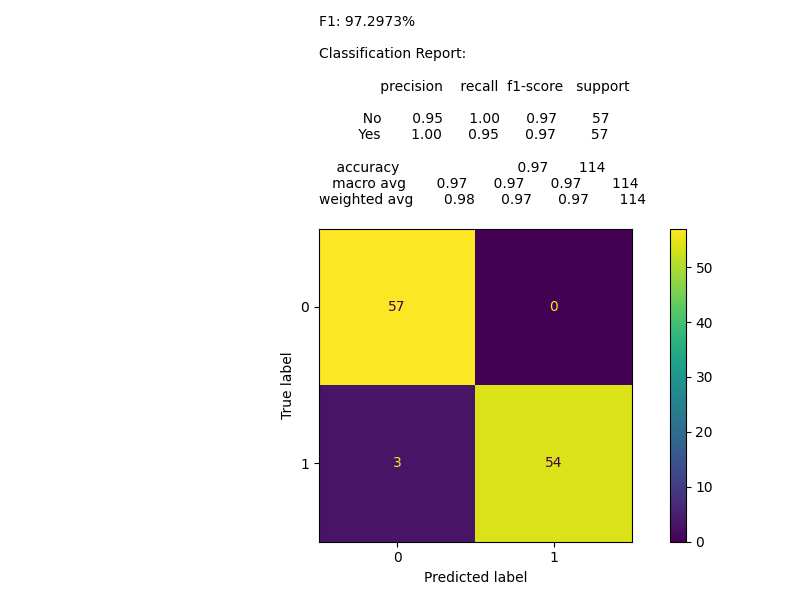 F1: 97.2973%
Classification Report:
precision recall f1-score support
No 0.95 1.00 0.97 57
Yes 1.00 0.95 0.97 57
accuracy 0.97 114
macro avg 0.97 0.97 0.97 114
weighted avg 0.98 0.97 0.97 114
57 0
3 54
0
1
True label
0 1
Predicted label
50
40
30
20
10
0